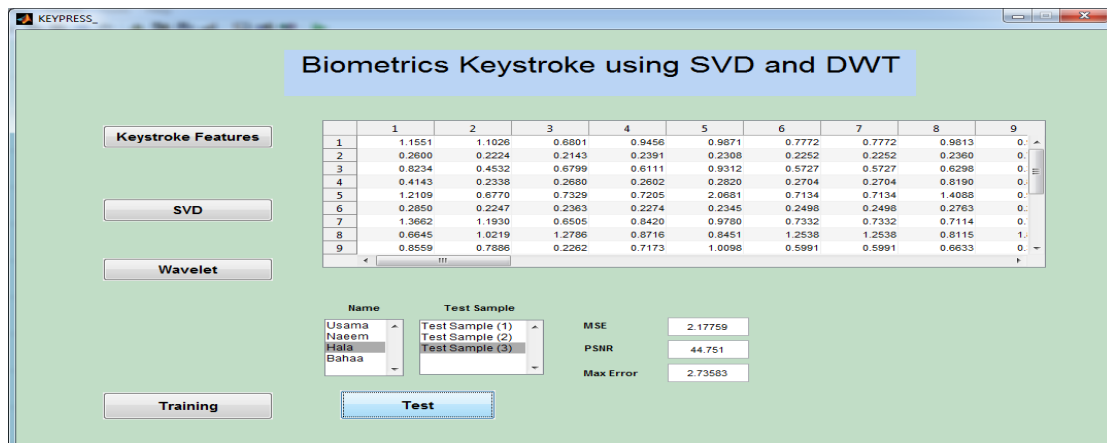 KEYPRESS_
Biometrics Keystroke using SVD and DWT
Keystroke Features
SVD
Wavelet
1 2 3 4 5 6 7 8 9
1 1.1551 1.1026 0.6801 0.9456 0.9871 0.7772 0.7772 0.9813 0.
2 0.2600 0.2224 0.2143 0.2391 0.2308 0.2252 0.2252 0.2360 0.
3 0.8234 0.4532 0.6799 0.6111 0.9312 0.5727 0.5727 0.6298 0.
4 0.4143 0.2338 0.2680 0.2602 0.2820 0.2704 0.2704 0.8190 0.
5 1.2109 0.6770 0.7329 0.7205 2.0681 0.7134 0.7134 1.4088 0.
6 0.2850 0.2247 0.2363 0.2274 0.2345 0.2498 0.2498 0.2763 0.
7 1.3662 1.1930 0.6505 0.8420 0.9780 0.7332 0.7332 0.7114 0.
8 0.6645 1.0219 1.2786 0.8716 0.8451 1.2538 1.2538 0.8115 1.
9 0.8559 0.7886 0.2262 0.7173 1.0098 0.5991 0.5991 0.6633 0.
Name Test Sample
Usama
Naeem
Hala
Bahaa
Test Sample (1)
Test Sample (2)
Test Sample (3)
MSE 2.17759
PSNR 44.751
Max Error 2.73583
Training
Test